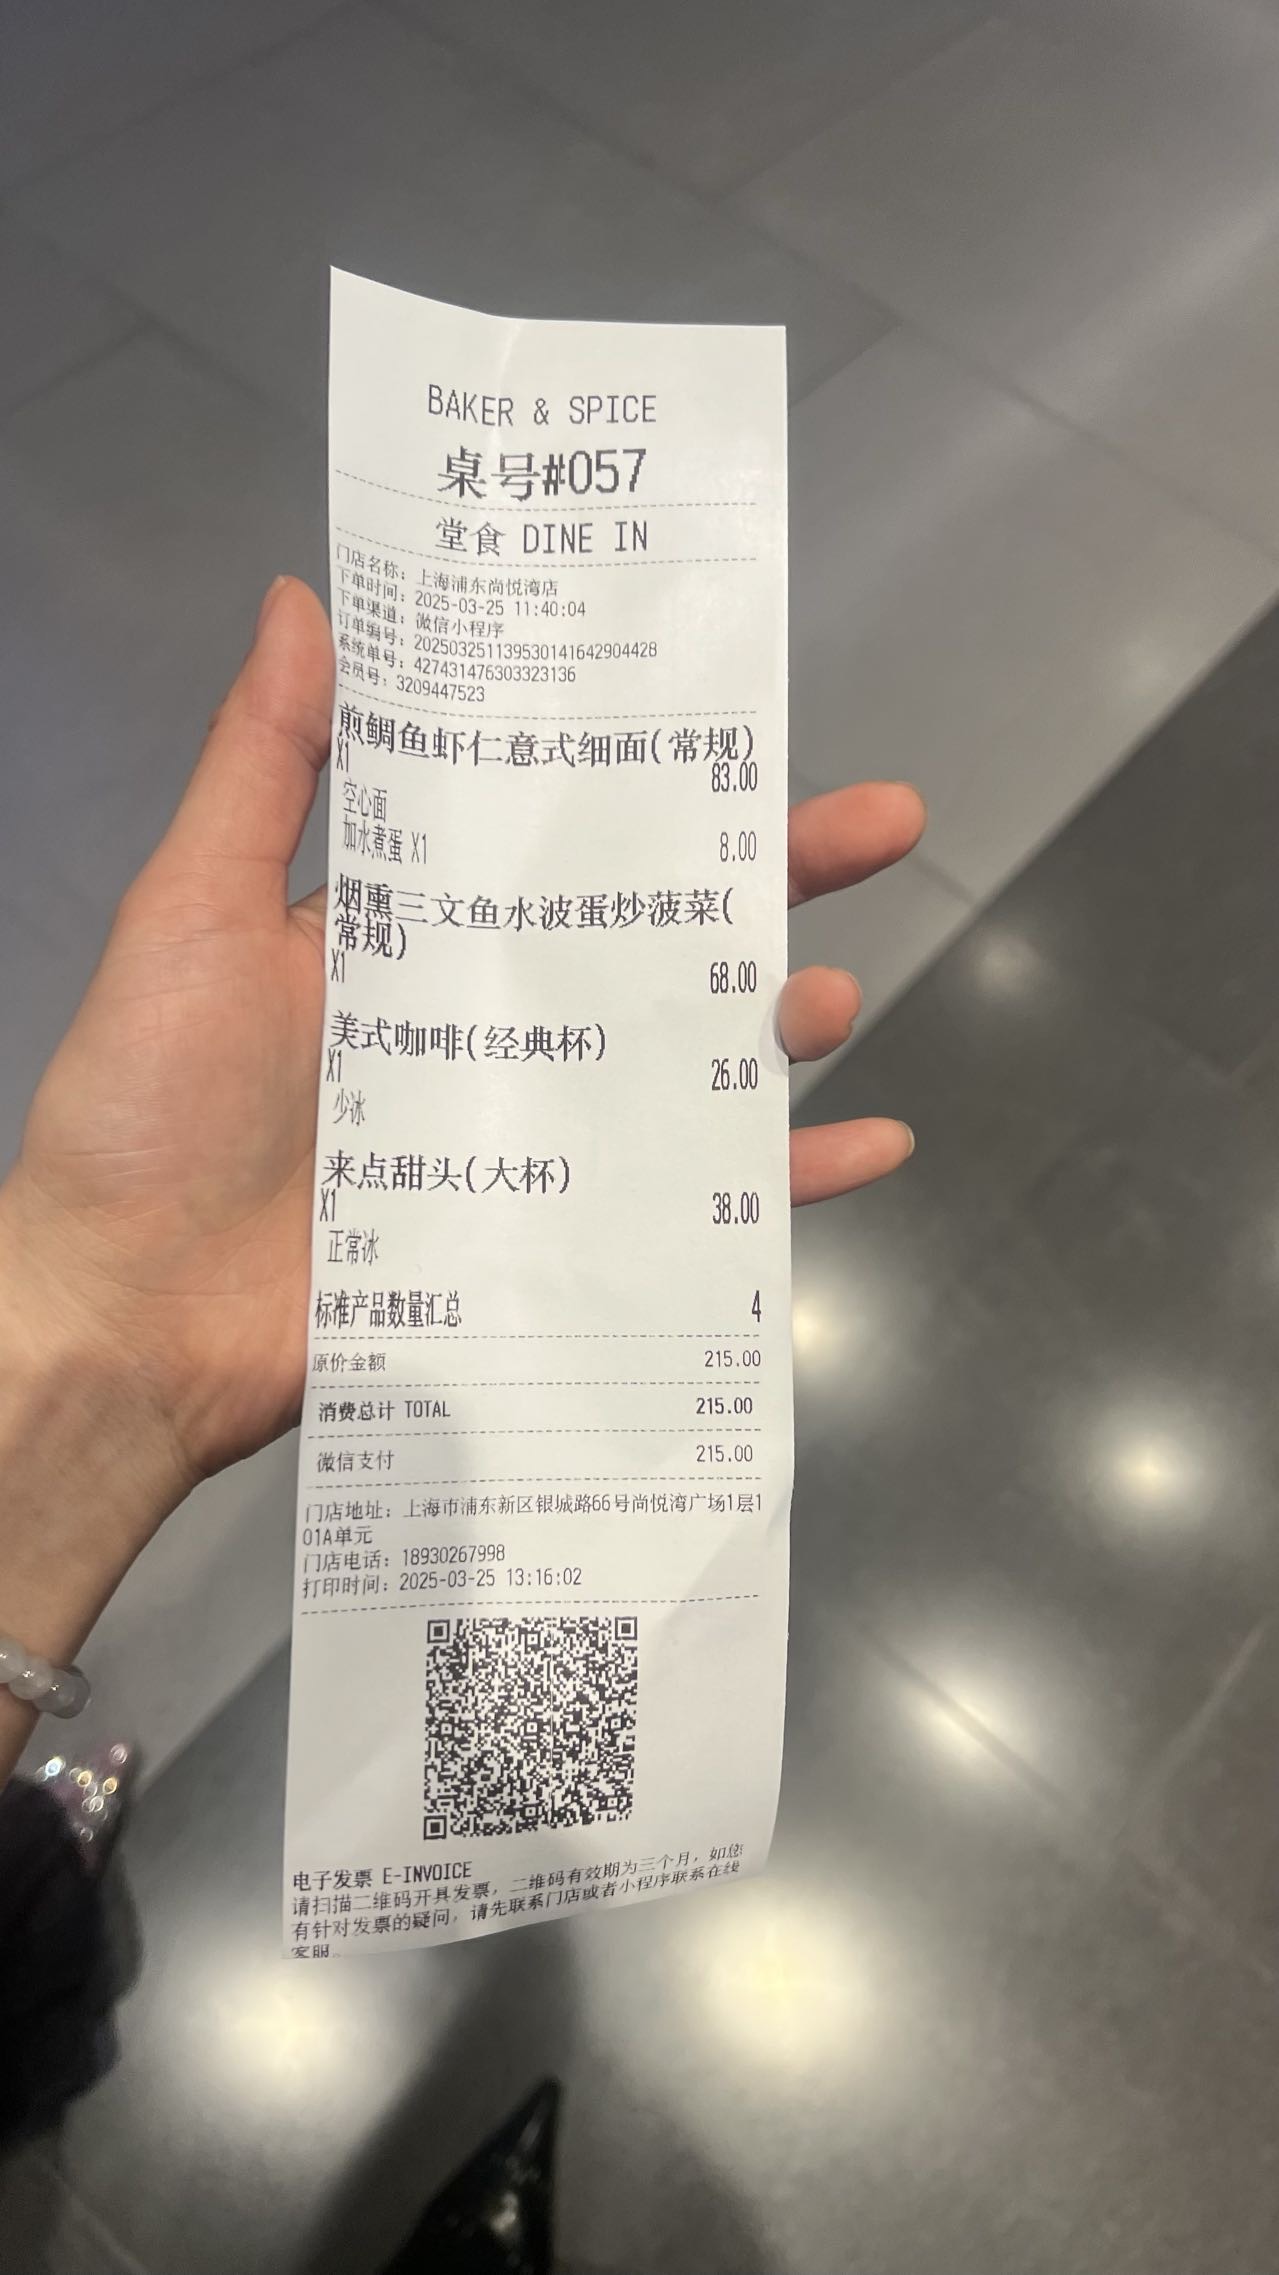 BAKER & SPICE
桌号#057
堂食 DINE IN
门店名称：上海浦东尚悦湾店
下单时间：2025-03-25 11:40:04
下单渠道：微信小程序
订单编号：202503251139530141642904428
系统单号：427431476303323136
会员号：3209447523
煎鲷鱼虾仁意式细面(常规)
X1 83.00
空心面
加水煮蛋 X1 8.00
烟熏三文鱼水波蛋炒菠菜(
常规)
X1 68.00
美式咖啡(经典杯)
X1 26.00
少冰
来点甜头(大杯)
X1 38.00
正常冰
标准产品数量汇总 4
原价金额 215.00
消费总计 TOTAL 215.00
微信支付 215.00
门店地址：上海市浦东新区银城路66号尚悦湾广场1层1
01A单元
门店电话：18930267998
打印时间：2025-03-25 13:16:02
电子发票 E-INVOICE
请扫描二维码开具发票，二维码有效期为三个月，如您
有针对发票的疑问，请先联系门店或者小程序联系在线
客服。